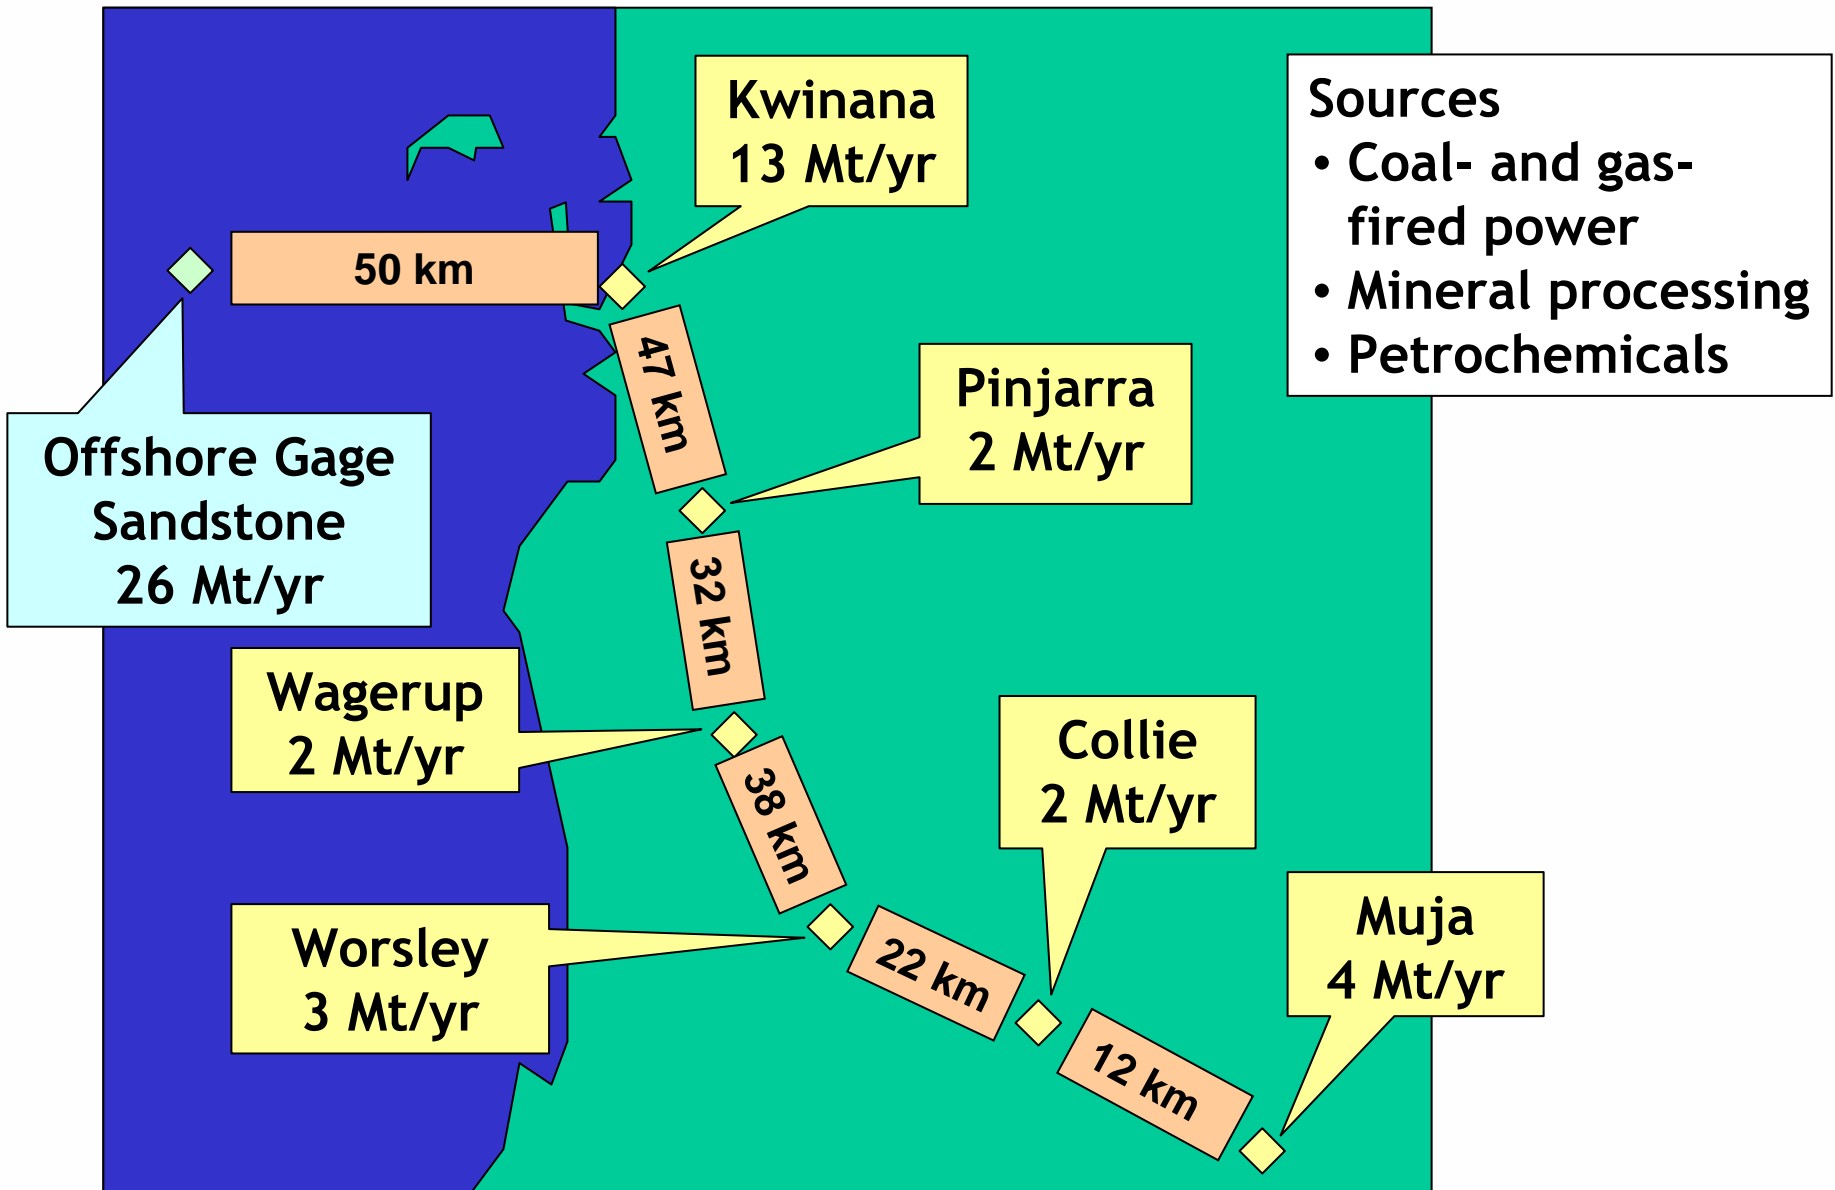 Kwinana
13 Mt/yr
Sources
• Coal- and gas-
fired power
• Mineral processing
• Petrochemicals
50 km
47 km
Pinjarra
2 Mt/yr
Offshore Gage
Sandstone
26 Mt/yr
32 km
Wagerup
2 Mt/yr
38 km
Collie
2 Mt/yr
Worsley
3 Mt/yr
22 km
Muja
4 Mt/yr
12 km